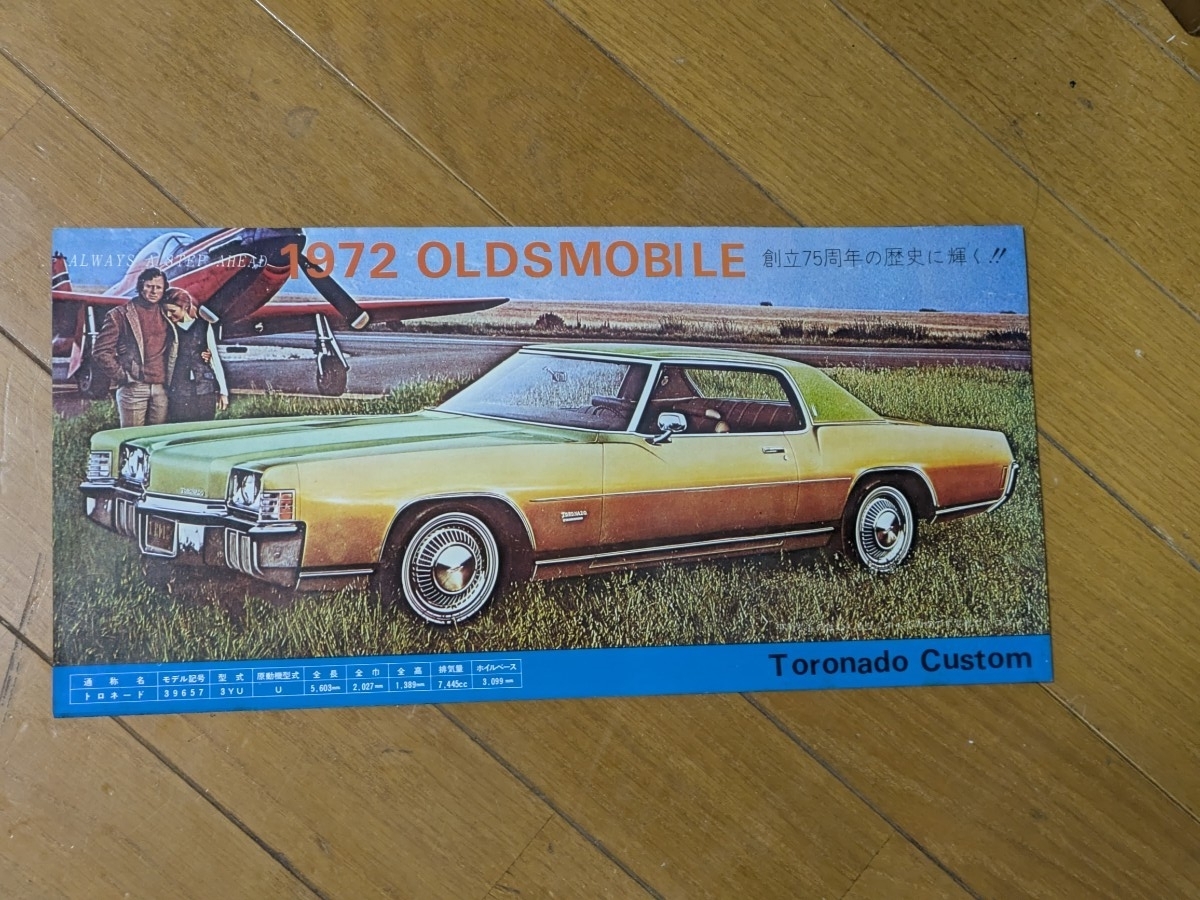 ALWAYS A STEP AHEAD
1972 OLDSMOBILE
創立75周年の歴史に輝く!!
TORONADO
TORONADO
Toronado Custom
通称名 モデル記号 型式 原動機型式 全長 全巾 全高 排気量 ホイルベース
トロネード 39657 3YU U 5,603mm 2,027mm 1,389mm 7,445cc 3,099mm